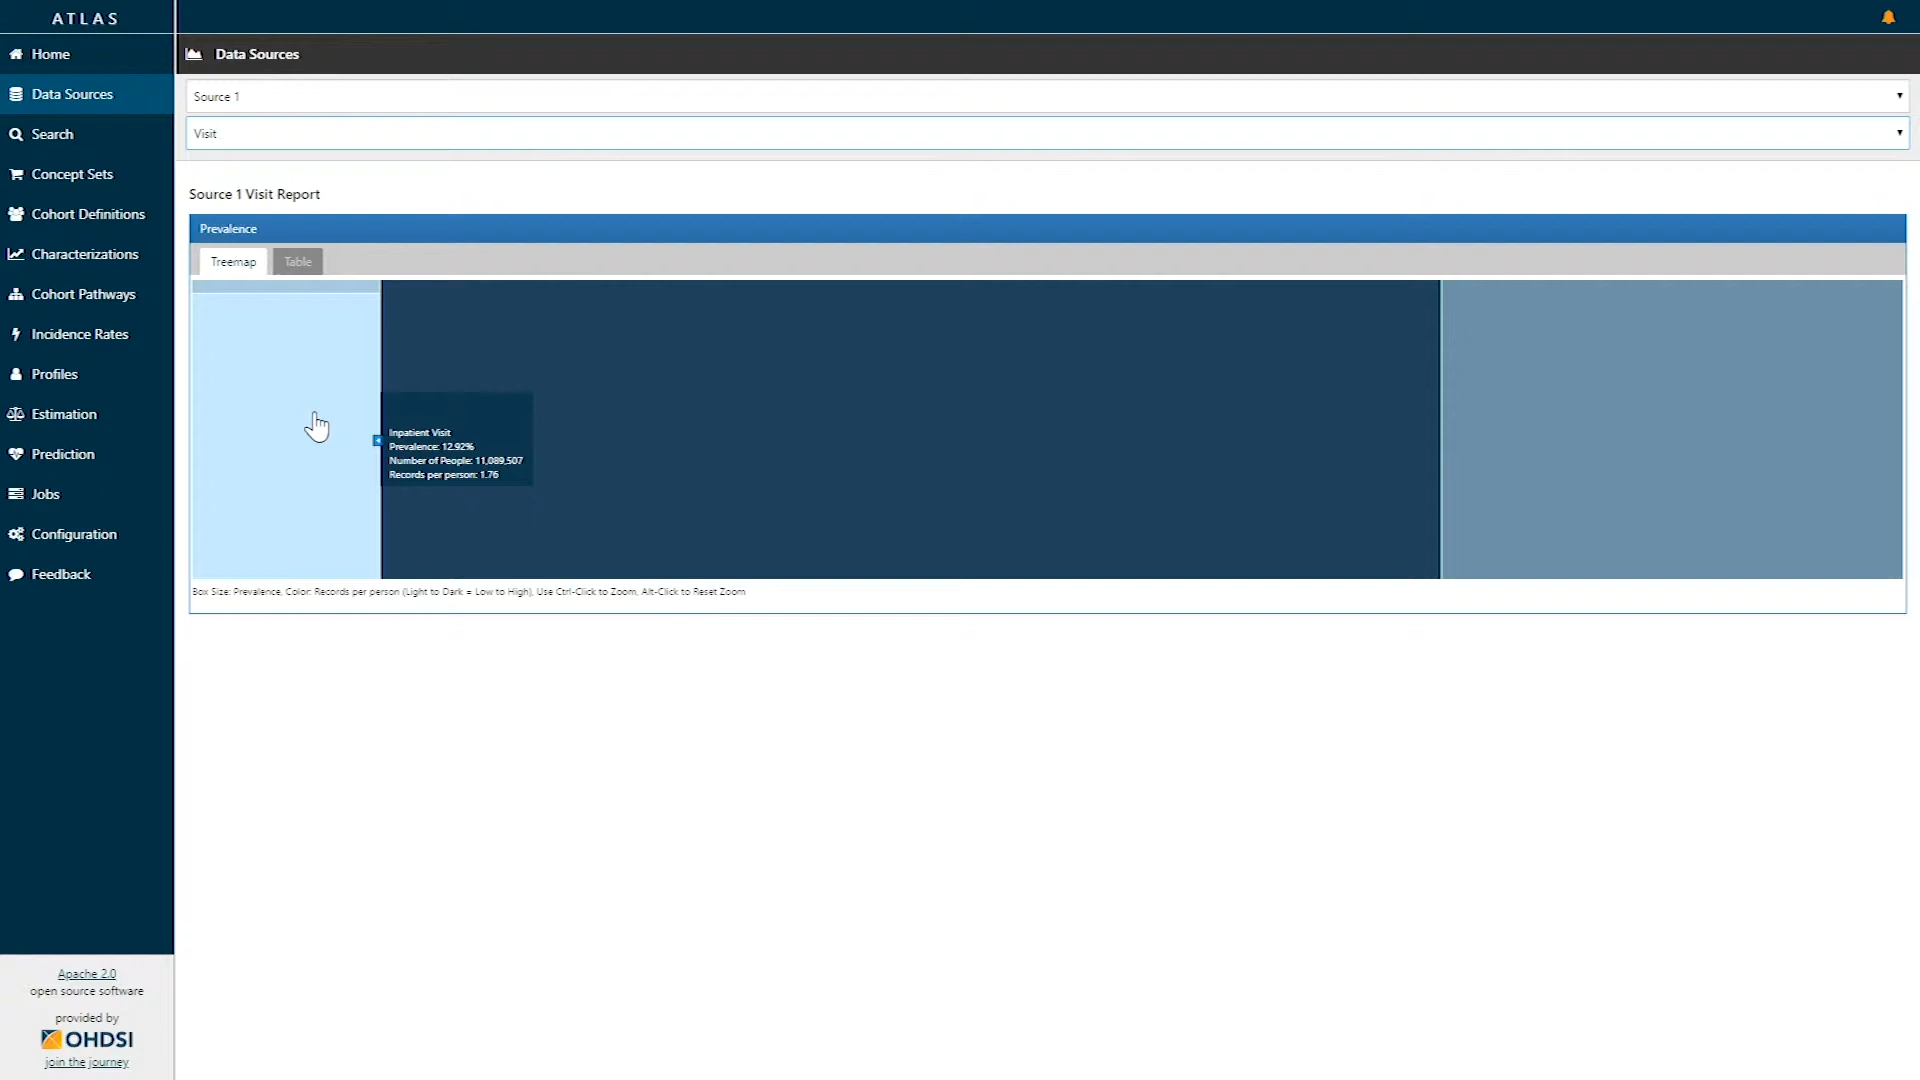 ATLAS
Home
Data Sources
Search
Concept Sets
Cohort Definitions
Characterizations
Cohort Pathways
Incidence Rates
Profiles
Estimation
Prediction
Jobs
Configuration
Feedback
Apache 2.0
open source software
provided by
OHDSI
join the journey
Data Sources
Source 1
Visit
Source 1 Visit Report
Prevalence
Treemap Table
Inpatient Visit
Prevalence: 12.92%
Number of People: 11,089,507
Records per person: 1.76
Box Size: Prevalence, Color: Records per person (Light to Dark = Low to High), Use Ctrl-Click to Zoom, Alt-Click to Reset Zoom